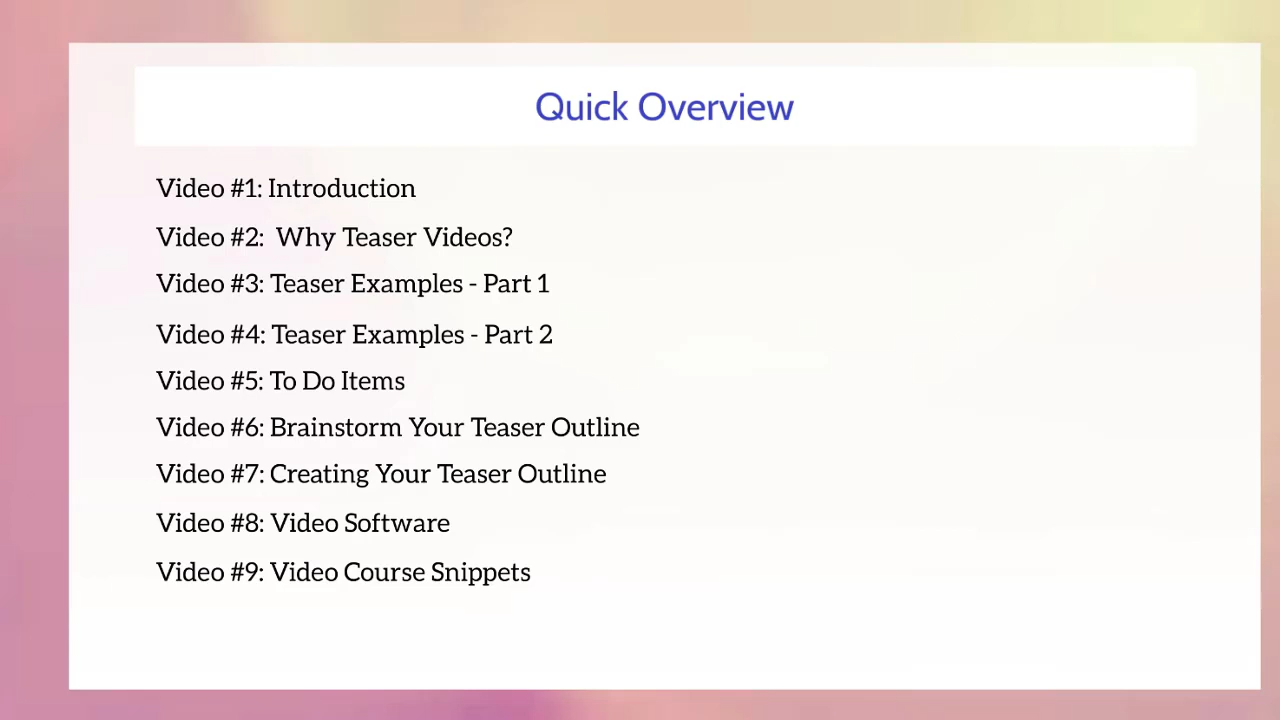 Quick Overview
Video #1: Introduction
Video #2: Why Teaser Videos?
Video #3: Teaser Examples - Part 1
Video #4: Teaser Examples - Part 2
Video #5: To Do Items
Video #6: Brainstorm Your Teaser Outline
Video #7: Creating Your Teaser Outline
Video #8: Video Software
Video #9: Video Course Snippets